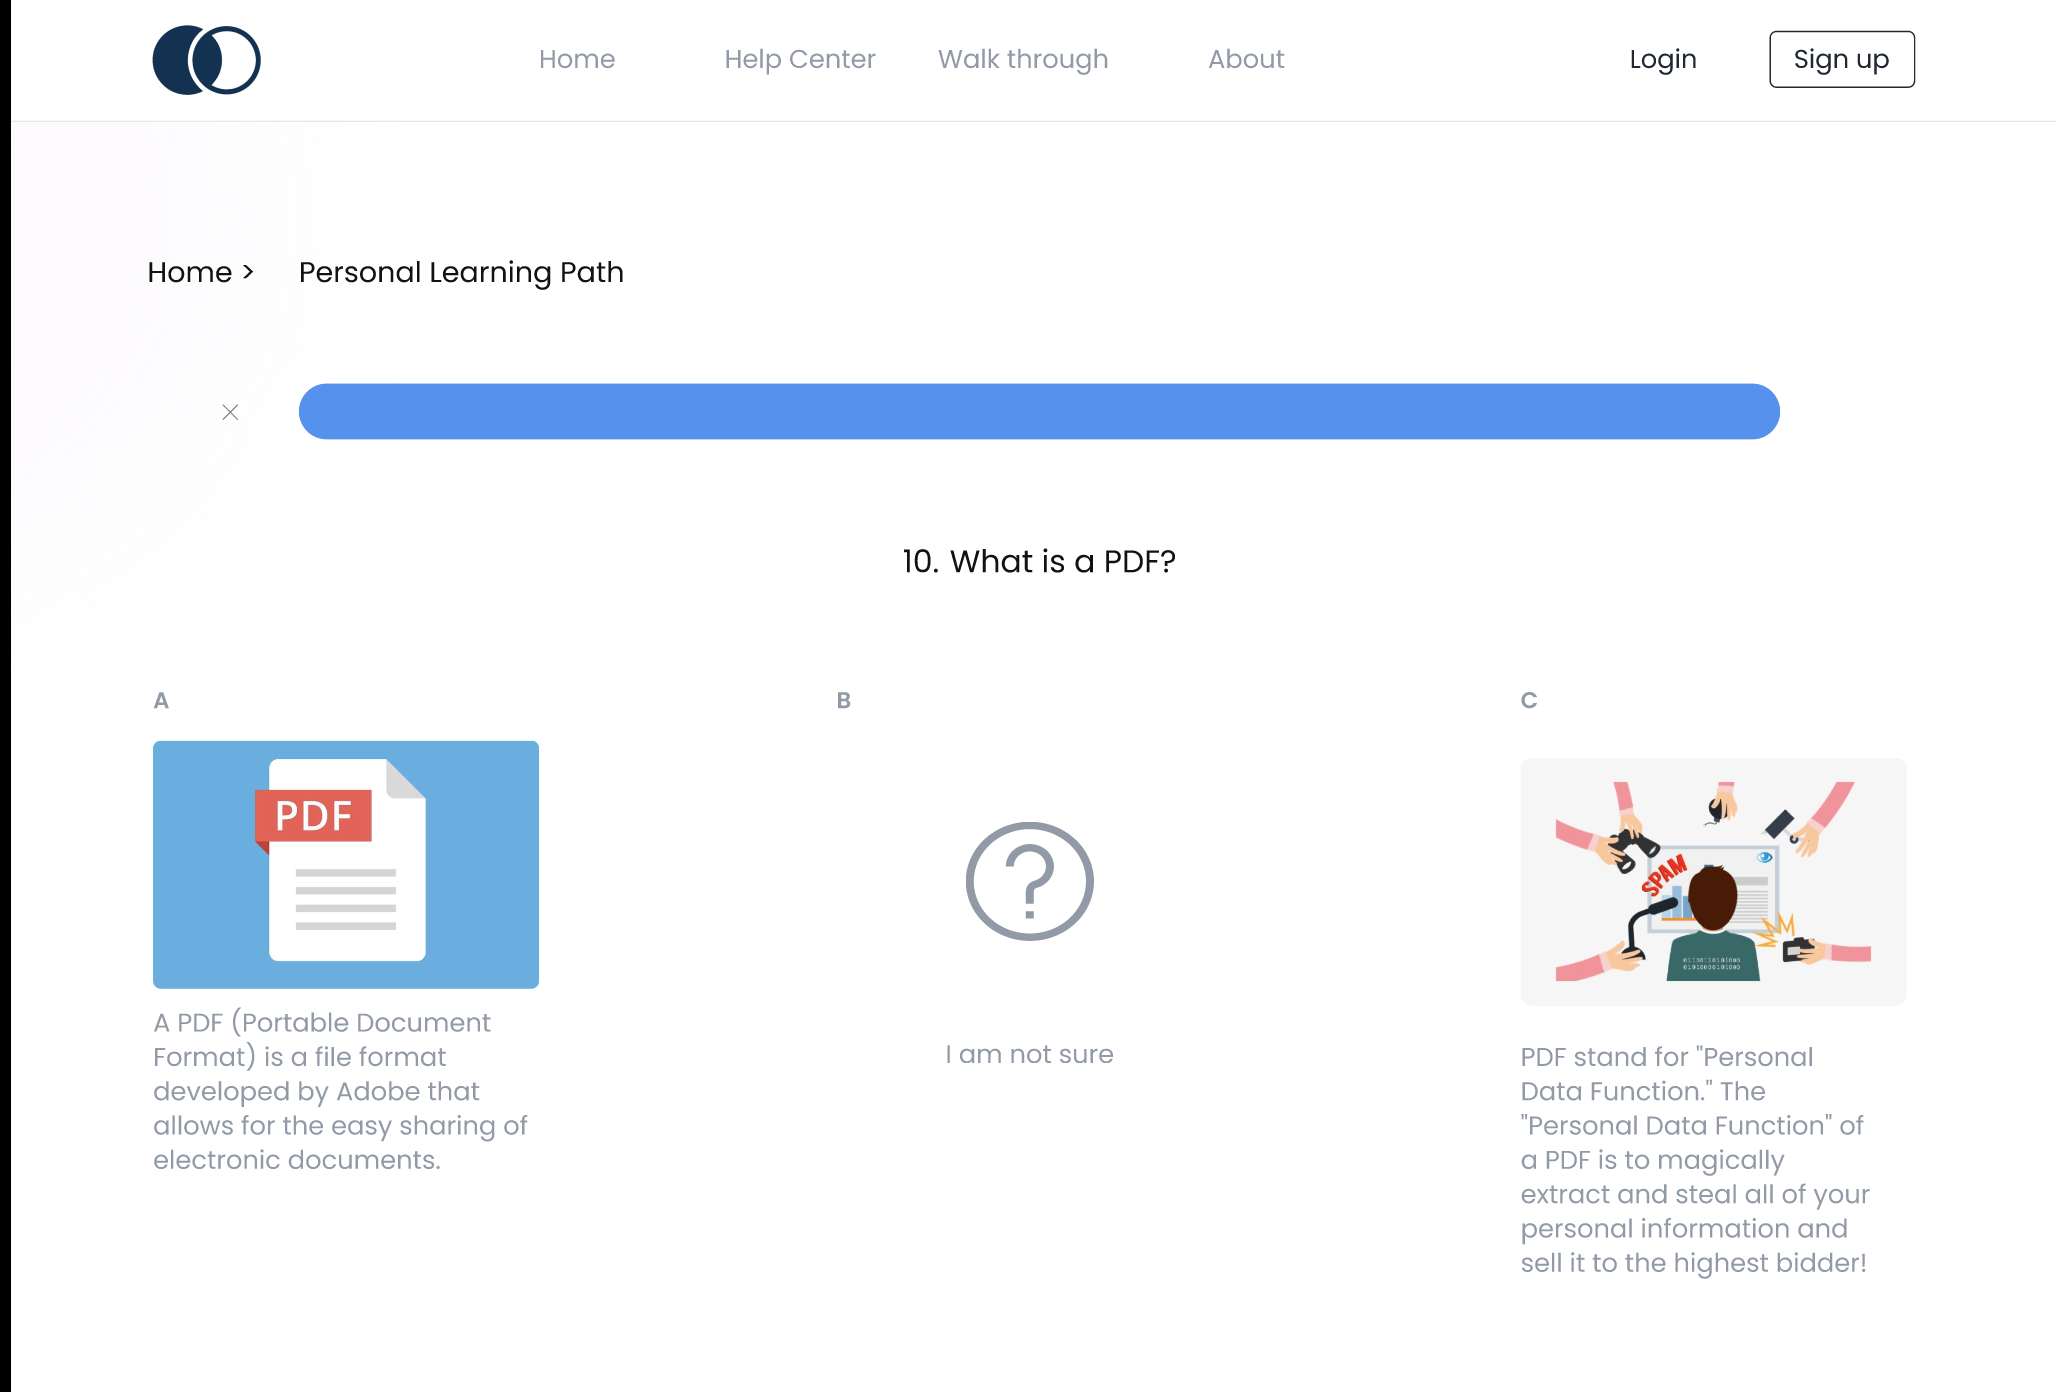 Home Help Center Walk through About Login Sign up
Home > Personal Learning Path
10. What is a PDF?
A
PDF
A PDF (Portable Document
Format) is a file format
developed by Adobe that
allows for the easy sharing of
electronic documents.
B
I am not sure
C
SPAM
PDF stand for "Personal
Data Function." The
"Personal Data Function" of
a PDF is to magically
extract and steal all of your
personal information and
sell it to the highest bidder!